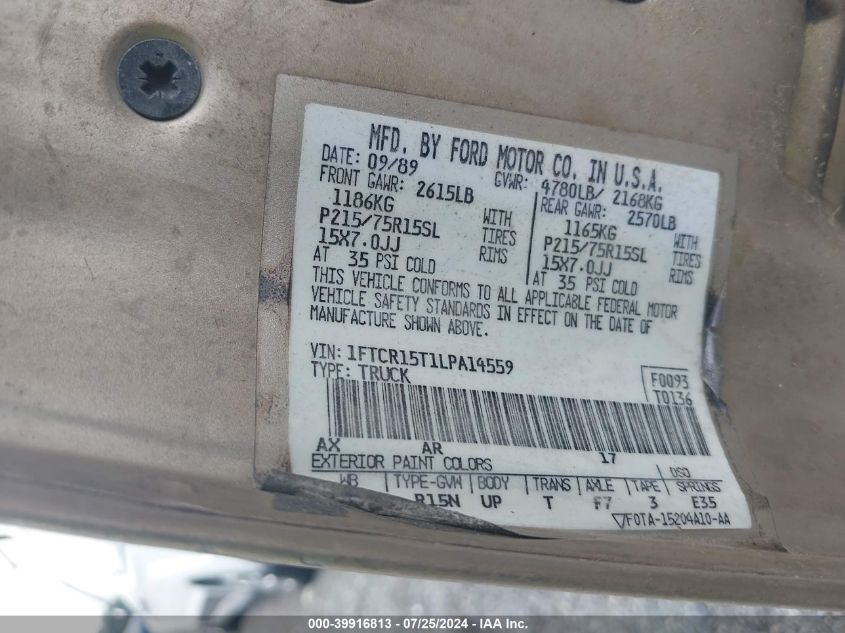 MFD. BY FORD MOTOR CO. IN U.S.A.
DATE: 09/89 GVWR: 4780LB/ 2168KG
FRONT GAWR: 2615LB REAR GAWR: 2570LB
1186KG WITH 1165KG WITH
P215/75R15SL TIRES P215/75R15SL TIRES
15X7.0JJ RIMS 15X7.0JJ RIMS
AT 35 PSI COLD AT 35 PSI COLD
THIS VEHICLE CONFORMS TO ALL APPLICABLE FEDERAL MOTOR
VEHICLE SAFETY STANDARDS IN EFFECT ON THE DATE OF
MANUFACTURE SHOWN ABOVE.
VIN: 1FTCR15T1LPA14559
TYPE: TRUCK F0093
T0136
AX AR 17
EXTERIOR PAINT COLORS DSO
WB TYPE-GVW BODY TRANS AXLE TAPE SPRINGS
R15N UP T F7 3 E35
F0TA-15204A10-AA
000-39916813 - 07/25/2024 - IAA Inc.